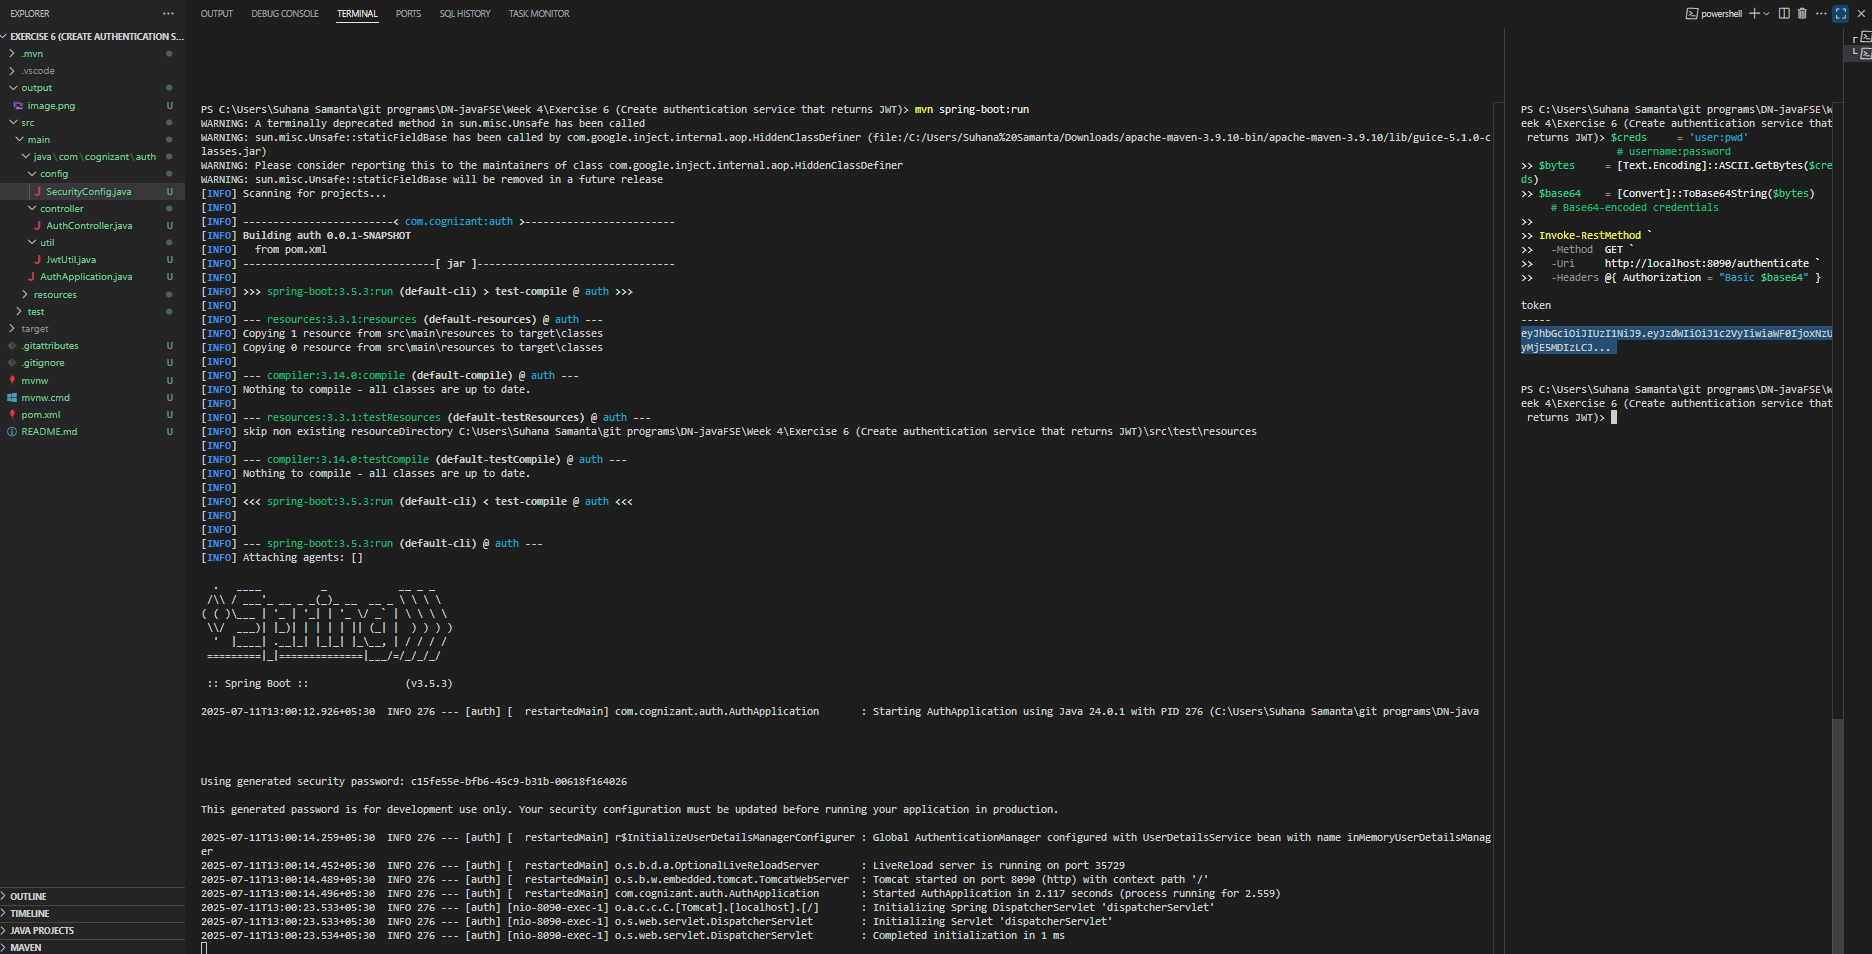 EXPLORER
EXERCISE 6 (CREATE AUTHENTICATION S...
.mvn
.vscode
output
image.png U
src
main
java\com\cognizant\auth
config
SecurityConfig.java U
controller
AuthController.java U
util
JwtUtil.java U
AuthApplication.java U
resources
test
target
.gitattributes U
.gitignore U
mvnw U
mvnw.cmd U
pom.xml U
README.md U
OUTLINE
TIMELINE
JAVA PROJECTS
MAVEN
OUTPUT DEBUG CONSOLE TERMINAL PORTS SQL HISTORY TASK MONITOR
powershell
PS C:\Users\Suhana Samanta\git programs\DN-javaFSE\Week 4\Exercise 6 (Create authentication service that returns JWT)> mvn spring-boot:run
WARNING: A terminally deprecated method in sun.misc.Unsafe has been called
WARNING: sun.misc.Unsafe::staticFieldBase has been called by com.google.inject.internal.aop.HiddenClassDefiner (file:/C:/Users/Suhana%20Samanta/Downloads/apache-maven-3.9.10-bin/apache-maven-3.9.10/lib/guice-5.1.0-c
lasses.jar)
WARNING: Please consider reporting this to the maintainers of class com.google.inject.internal.aop.HiddenClassDefiner
WARNING: sun.misc.Unsafe::staticFieldBase will be removed in a future release
[INFO] Scanning for projects...
[INFO]
[INFO] -------------------------< com.cognizant:auth >-------------------------
[INFO] Building auth 0.0.1-SNAPSHOT
[INFO]   from pom.xml
[INFO] --------------------------------[ jar ]---------------------------------
[INFO]
[INFO] >>> spring-boot:3.5.3:run (default-cli) > test-compile @ auth >>>
[INFO]
[INFO] --- resources:3.3.1:resources (default-resources) @ auth ---
[INFO] Copying 1 resource from src\main\resources to target\classes
[INFO] Copying 0 resource from src\main\resources to target\classes
[INFO]
[INFO] --- compiler:3.14.0:compile (default-compile) @ auth ---
[INFO] Nothing to compile - all classes are up to date.
[INFO]
[INFO] --- resources:3.3.1:testResources (default-testResources) @ auth ---
[INFO] skip non existing resourceDirectory C:\Users\Suhana Samanta\git programs\DN-javaFSE\Week 4\Exercise 6 (Create authentication service that returns JWT)\src\test\resources
[INFO]
[INFO] --- compiler:3.14.0:testCompile (default-testCompile) @ auth ---
[INFO] Nothing to compile - all classes are up to date.
[INFO]
[INFO] <<< spring-boot:3.5.3:run (default-cli) < test-compile @ auth <<<
[INFO]
[INFO]
[INFO] --- spring-boot:3.5.3:run (default-cli) @ auth ---
[INFO] Attaching agents: []
Spring
:: Spring Boot ::                (v3.5.3)
2025-07-11T13:00:12.926+05:30  INFO 276 --- [auth] [  restartedMain] com.cognizant.auth.AuthApplication       : Starting AuthApplication using Java 24.0.1 with PID 276 (C:\Users\Suhana Samanta\git programs\DN-java
Using generated security password: c15fe55e-bfb6-45c9-b31b-00618f164026
This generated password is for development use only. Your security configuration must be updated before running your application in production.
2025-07-11T13:00:14.259+05:30  INFO 276 --- [auth] [  restartedMain] r$InitializeUserDetailsManagerConfigurer : Global AuthenticationManager configured with UserDetailsService bean with name inMemoryUserDetailsManag
er
2025-07-11T13:00:14.452+05:30  INFO 276 --- [auth] [  restartedMain] o.s.b.d.a.OptionalLiveReloadServer       : LiveReload server is running on port 35729
2025-07-11T13:00:14.489+05:30  INFO 276 --- [auth] [  restartedMain] o.s.b.w.embedded.tomcat.TomcatWebServer  : Tomcat started on port 8090 (http) with context path '/'
2025-07-11T13:00:14.496+05:30  INFO 276 --- [auth] [  restartedMain] com.cognizant.auth.AuthApplication       : Started AuthApplication in 2.117 seconds (process running for 2.559)
2025-07-11T13:00:23.533+05:30  INFO 276 --- [auth] [nio-8090-exec-1] o.a.c.c.C.[Tomcat].[localhost].[/]       : Initializing Spring DispatcherServlet 'dispatcherServlet'
2025-07-11T13:00:23.533+05:30  INFO 276 --- [auth] [nio-8090-exec-1] o.s.web.servlet.DispatcherServlet        : Initializing Servlet 'dispatcherServlet'
2025-07-11T13:00:23.534+05:30  INFO 276 --- [auth] [nio-8090-exec-1] o.s.web.servlet.DispatcherServlet        : Completed initialization in 1 ms
PS C:\Users\Suhana Samanta\git programs\DN-javaFSE\W
eek 4\Exercise 6 (Create authentication service that
 returns JWT)> $creds     = 'user:pwd'
# username:password
>> $bytes     = [Text.Encoding]::ASCII.GetBytes($cre
ds)
>> $base64    = [Convert]::ToBase64String($bytes)
# Base64-encoded credentials
>>
>> Invoke-RestMethod `
>>   -Method  GET `
>>   -Uri     http://localhost:8090/authenticate `
>>   -Headers @{ Authorization = "Basic $base64" }
token
-----
eyJhbGciOiJIUzI1NiJ9.eyJzdWIiOiJ1c2VyIiwiaWF0IjoxNzU
yMjE5MDIzLCJ...
PS C:\Users\Suhana Samanta\git programs\DN-javaFSE\W
eek 4\Exercise 6 (Create authentication service that
 returns JWT)>